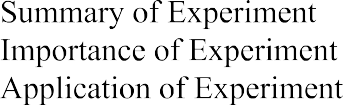 Summary of Experiment
Importance of Experiment
Application of Experiment